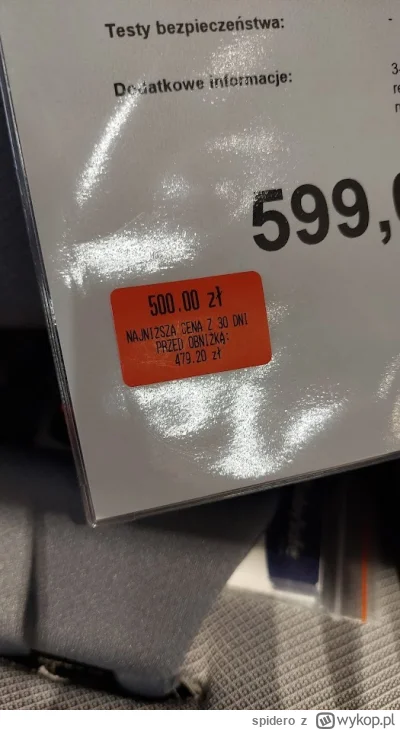 Testy bezpieczeństwa: -
Dodatkowe informacje:
599,
500.00 zł
NAJNIŻSZA CENA Z 30 DNI
PRZED OBNIŻKĄ:
479.20 zł
spidero z wykop.pl